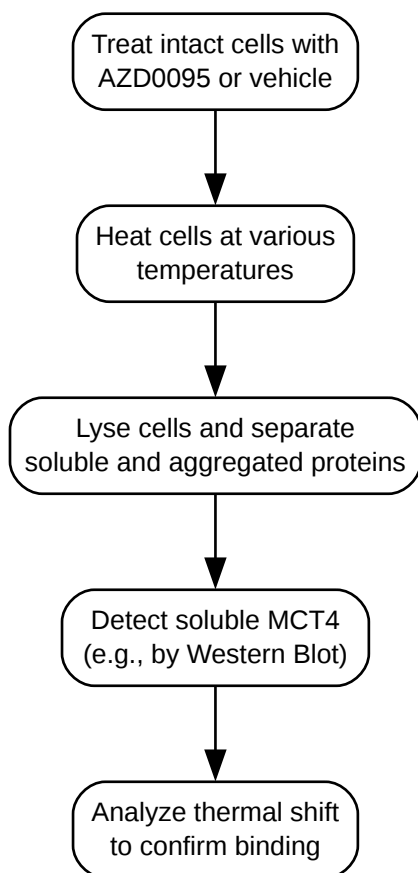 Treat intact cells with
AZD0095 or vehicle
Heat cells at various
temperatures
Lyse cells and separate
soluble and aggregated proteins
Detect soluble MCT4
(e.g., by Western Blot)
Analyze thermal shift
to confirm binding